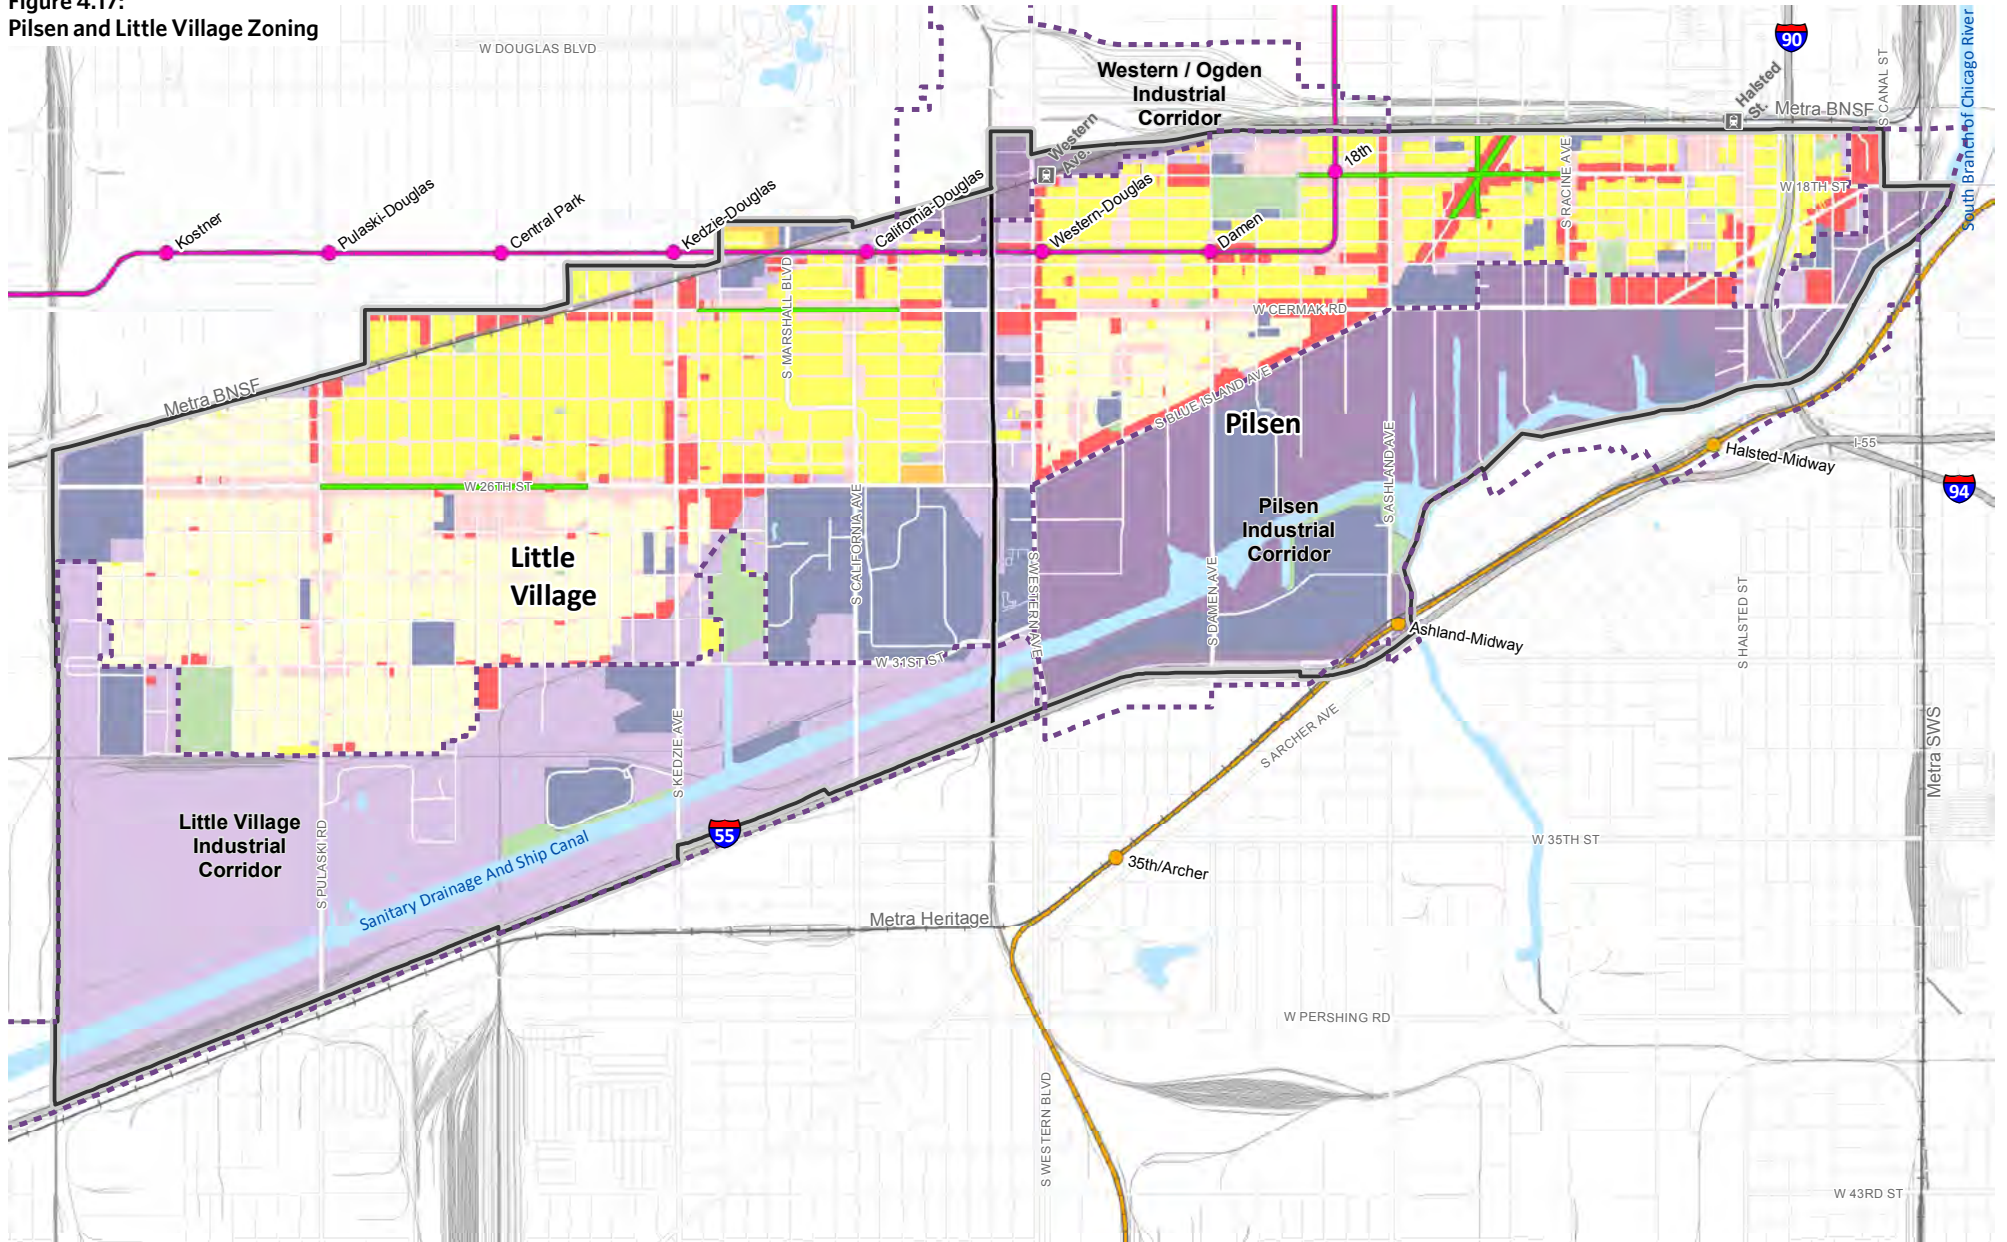 Figure 4.17:
Pilsen and Little Village Zoning
W DOUGLAS BLVD
90
Western / Ogden
Industrial
Corridor
Halsted
St.
Metra BNSF
S CANAL ST
South Branch of Chicago River
Western
Ave.
18th
S RACINE AVE
W 18TH ST
Kostner
Pulaski-Douglas
Central Park
Kedzie-Douglas
California-Douglas
Western-Douglas
Damen
S MARSHALL BLVD
W CERMAK RD
Metra BNSF
S BLUE ISLAND AVE
Pilsen
S ASHLAND AVE
I-55
Halsted-Midway
94
W 26TH ST
S CALIFORNIA AVE
Pilsen
Industrial
Corridor
Little
Village
S WESTERN AVE
S DAMEN AVE
S HALSTED ST
Ashland-Midway
W 31ST ST
S KEDZIE AVE
S ARCHER AVE
Metra SWS
Little Village
Industrial
Corridor
S PULASKI RD
55
Sanitary Drainage And Ship Canal
W 35TH ST
35th/Archer
Metra Heritage
W PERSHING RD
S WESTERN BLVD
W 43RD ST